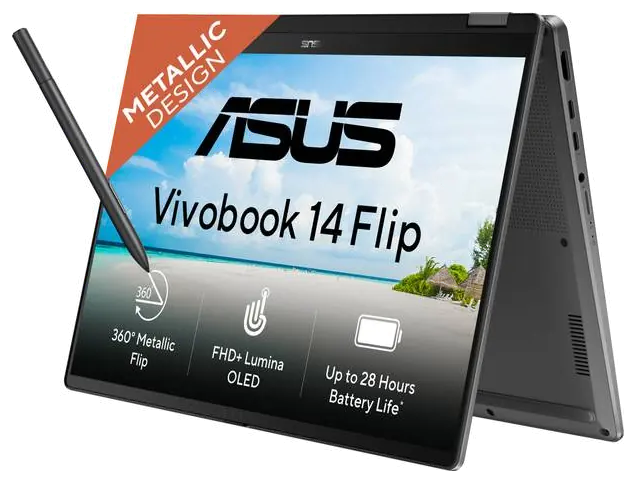 METALLIC
DESIGN
ASUS
ASUS
Vivobook 14 Flip
360
360° Metallic
Flip
FHD+ Lumina
OLED
Up to 28 Hours
Battery Life*